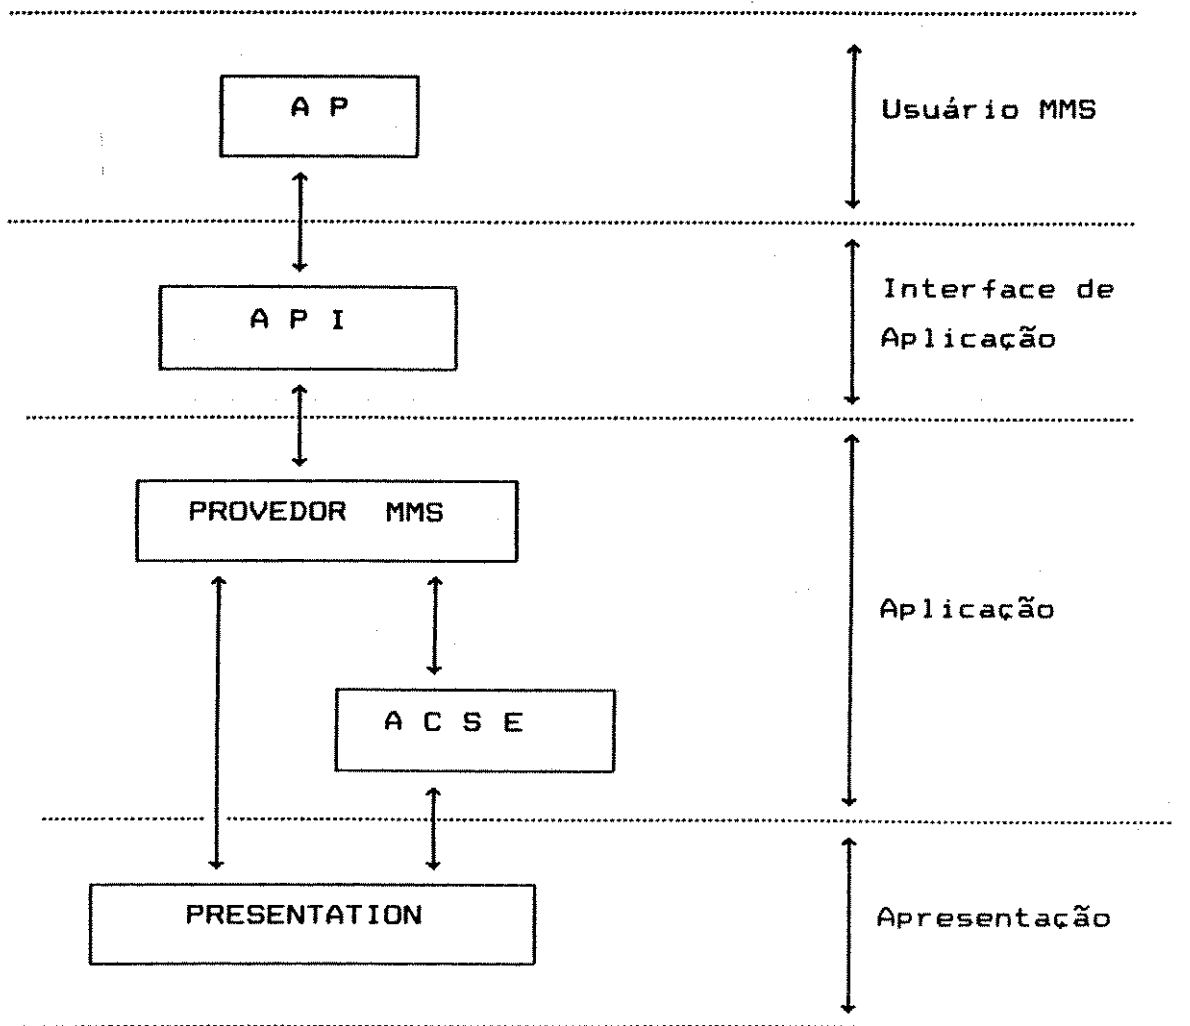 A P
Usuário MMS
A P I
Interface de
Aplicação
PROVEDOR MMS
Aplicação
A C S E
PRESENTATION
Apresentação